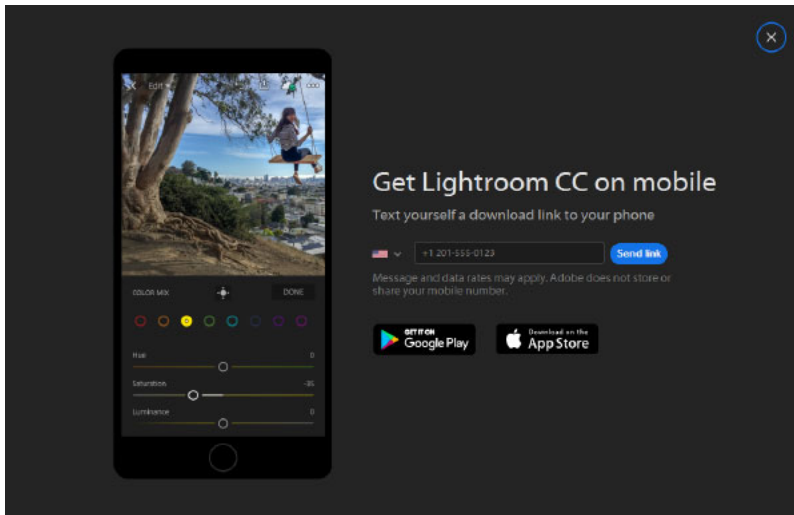 Edit
COLOR MIX
DONE
Hue 0
Saturation -35
Luminance 0
Get Lightroom CC on mobile
Text yourself a download link to your phone
+1 201-555-0123
Send link
Message and data rates may apply. Adobe does not store or
share your mobile number.
GET IT ON
Google Play
Download on the
App Store